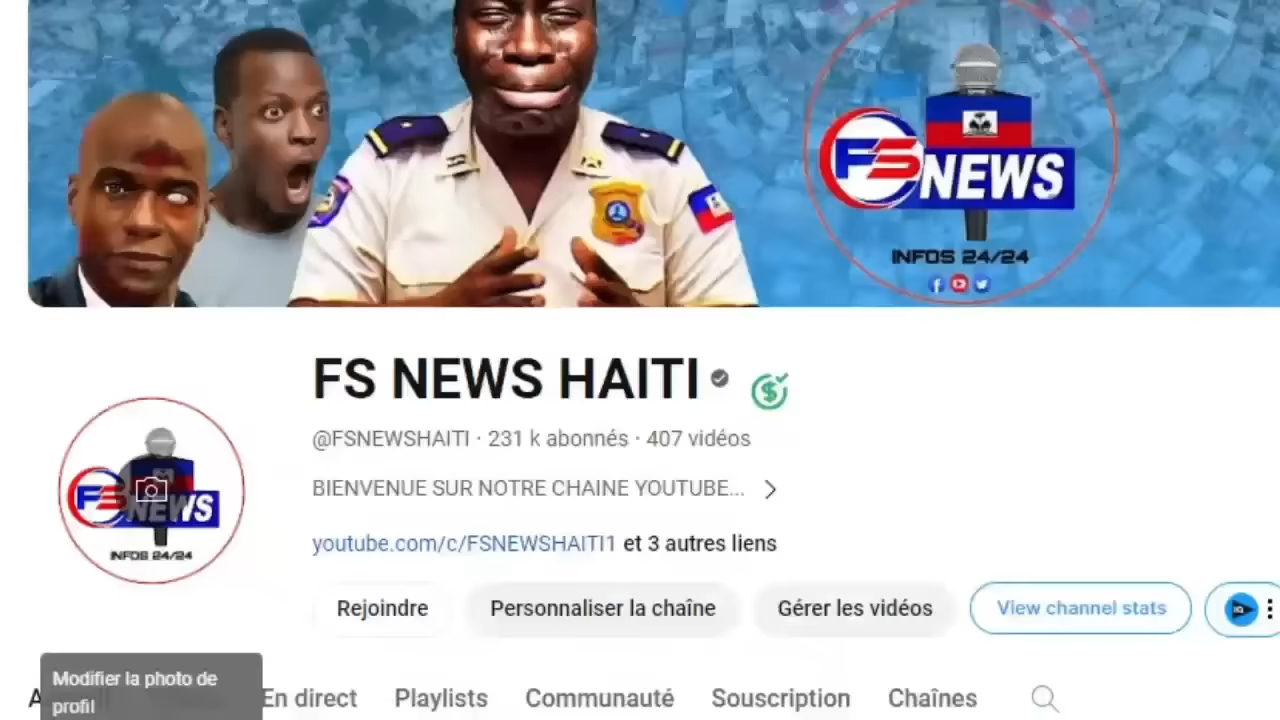 FS NEWS
INFOS 24/24
FS NEWS HAITI
@FSNEWSHAITI · 231 k abonnés · 407 vidéos
BIENVENUE SUR NOTRE CHAINE YOUTUBE...
youtube.com/c/FSNEWSHAITI1 et 3 autres liens
FS NEWS
INFOS 24/24
Rejoindre Personnaliser la chaîne Gérer les vidéos View channel stats
En direct Playlists Communauté Souscription Chaînes
Modifier la photo de
profil